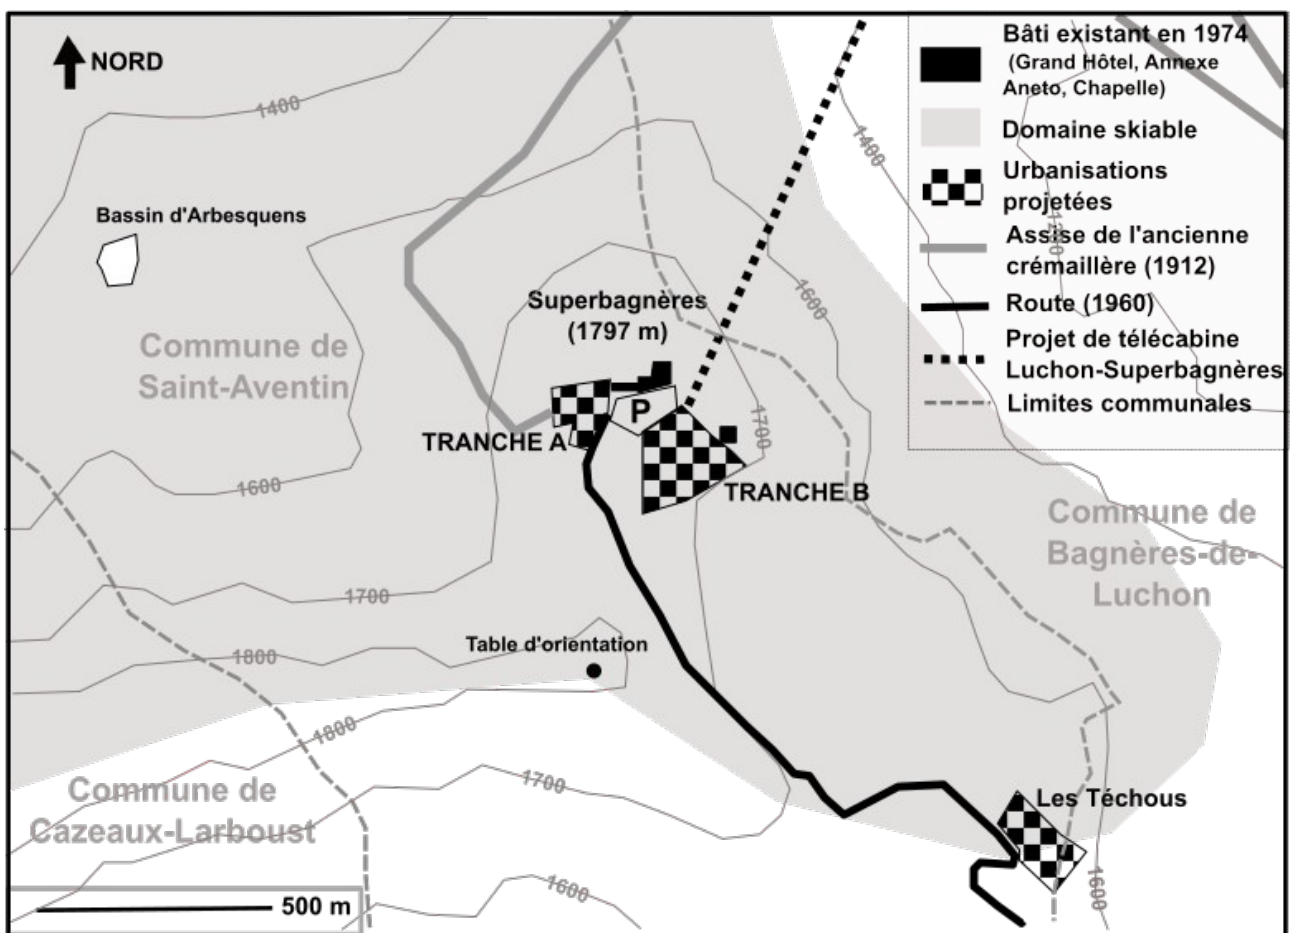 NORD
1400
Bassin d'Arbesquens
Commune de
Saint-Aventin
Superbagnères
(1797 m)
1600
1400
1700
P
TRANCHE A
TRANCHE B
1600
1700
1800
Table d'orientation
1800
1700
1600
Commune de
Bagnères-de-
Luchon
Les Téchous
1600
Commune de
Cazeaux-Larboust
500 m
Bâti existant en 1974
(Grand Hôtel, Annexe
Aneto, Chapelle)
Domaine skiable
Urbanisations
projetées
Assise de l'ancienne
crémaillère (1912)
Route (1960)
Projet de télécabine
Luchon-Superbagnères
Limites communales